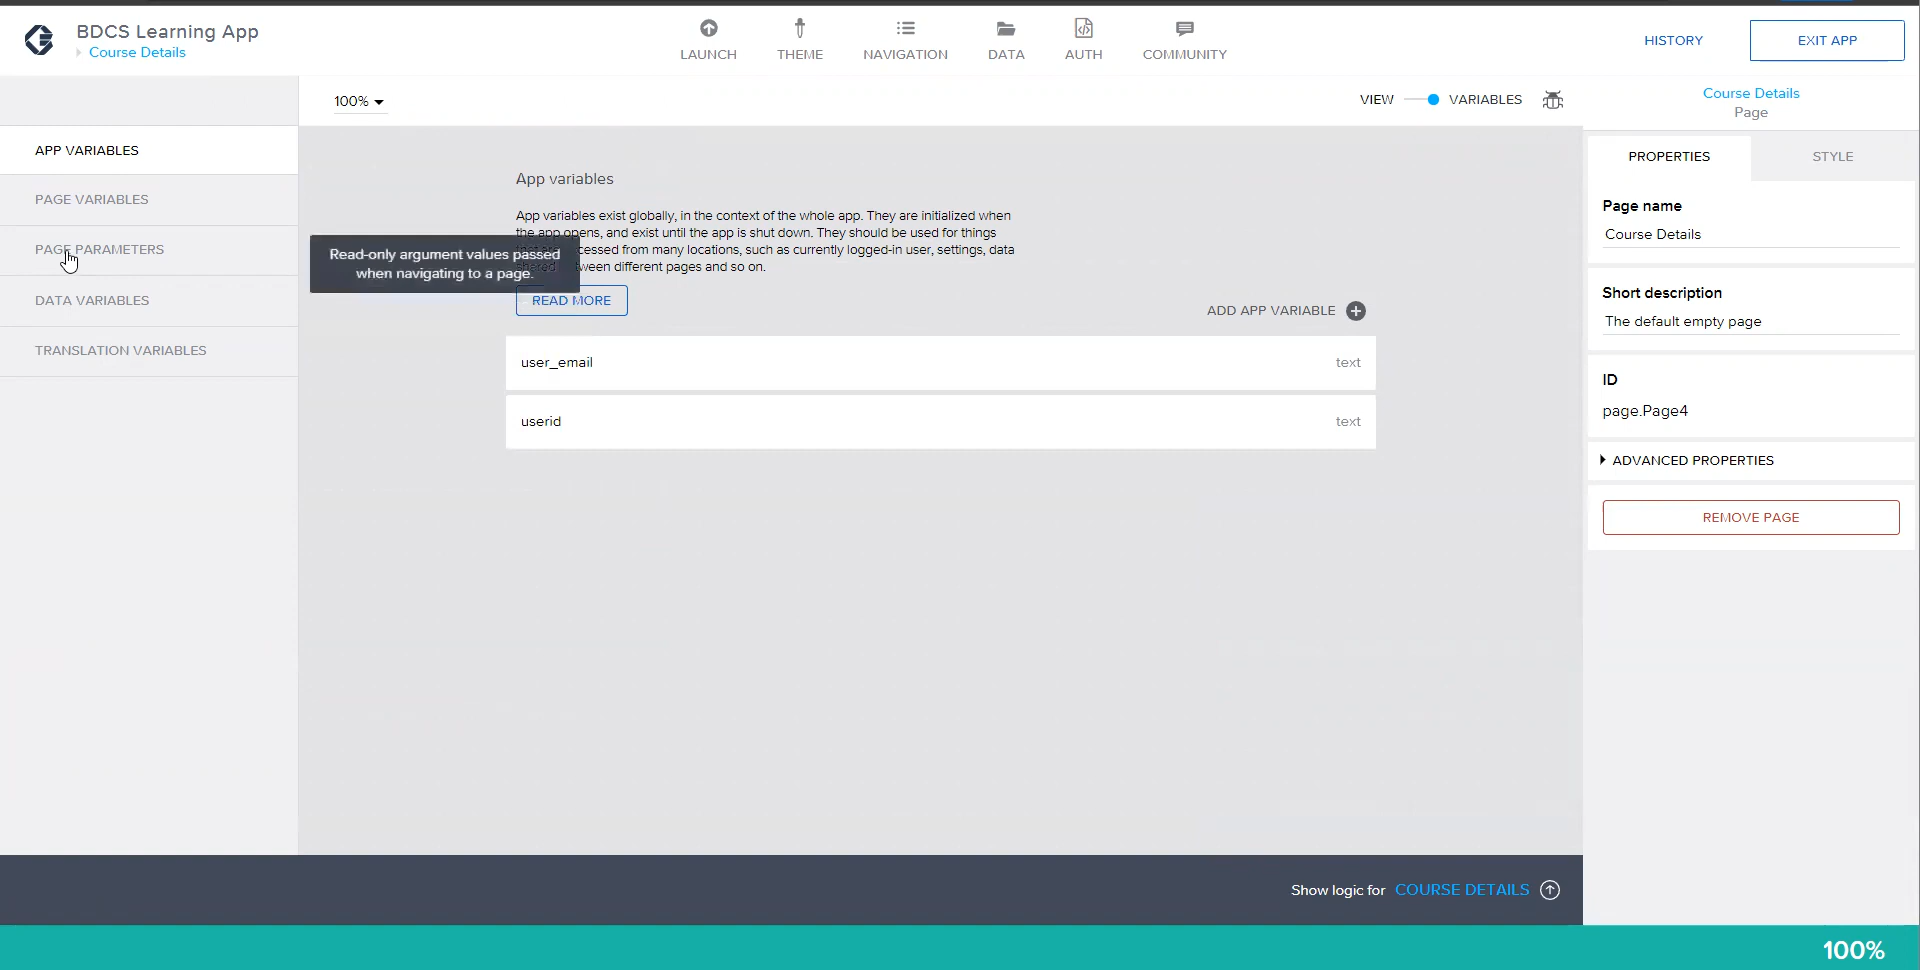 BDCS Learning App
Course Details
LAUNCH
THEME
NAVIGATION
DATA
AUTH
COMMUNITY
HISTORY
EXIT APP
100%
VIEW
VARIABLES
Course Details
Page
APP VARIABLES
PAGE VARIABLES
PAGE PARAMETERS
DATA VARIABLES
TRANSLATION VARIABLES
App variables
App variables exist globally, in the context of the whole app. They are initialized when
the app opens, and exist until the app is shut down. They should be used for things
that are accessed from many locations, such as currently logged-in user, settings, data
shared between different pages and so on.
Read-only argument values passed
when navigating to a page.
READ MORE
ADD APP VARIABLE
user_email
text
userid
text
PROPERTIES
STYLE
Page name
Course Details
Short description
The default empty page
ID
page.Page4
ADVANCED PROPERTIES
REMOVE PAGE
Show logic for COURSE DETAILS
100%